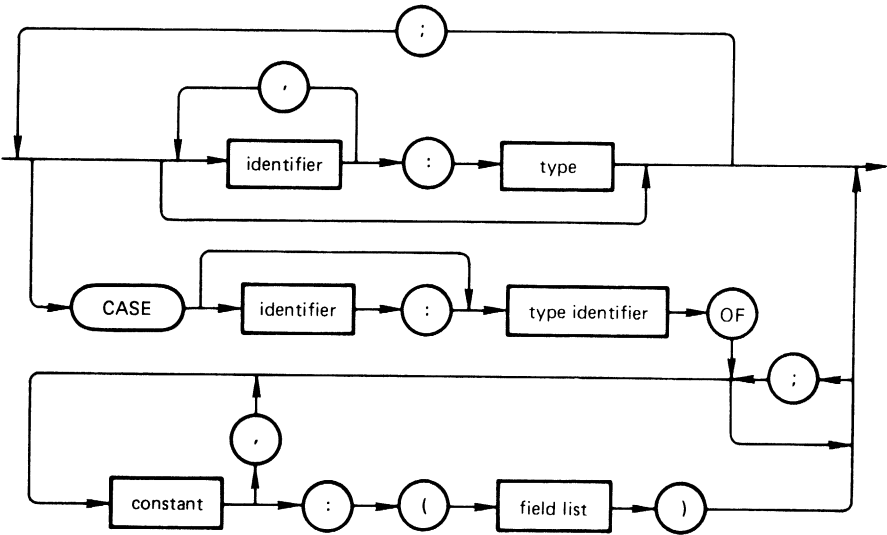 ;
,
identifier : type
CASE identifier : type identifier OF
;
,
constant : ( field list )